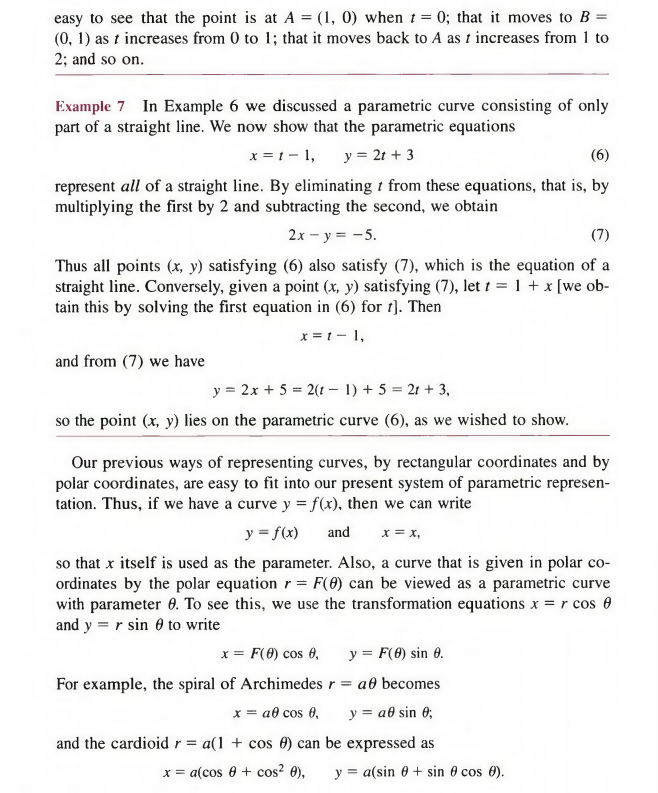 easy to see that the point is at A = (1, 0) when t = 0; that it moves to B =
(0, 1) as t increases from 0 to 1; that it moves back to A as t increases from 1 to
2; and so on.
Example 7 In Example 6 we discussed a parametric curve consisting of only
part of a straight line. We now show that the parametric equations
x = t − 1, y = 2t + 3 (6)
represent all of a straight line. By eliminating t from these equations, that is, by
multiplying the first by 2 and subtracting the second, we obtain
2x − y = −5. (7)
Thus all points (x, y) satisfying (6) also satisfy (7), which is the equation of a
straight line. Conversely, given a point (x, y) satisfying (7), let t = 1 + x [we ob-
tain this by solving the first equation in (6) for t]. Then
x = t − 1,
and from (7) we have
y = 2x + 5 = 2(t − 1) + 5 = 2t + 3,
so the point (x, y) lies on the parametric curve (6), as we wished to show.
Our previous ways of representing curves, by rectangular coordinates and by
polar coordinates, are easy to fit into our present system of parametric represen-
tation. Thus, if we have a curve y = f(x), then we can write
y = f(x) and x = x,
so that x itself is used as the parameter. Also, a curve that is given in polar co-
ordinates by the polar equation r = F(θ) can be viewed as a parametric curve
with parameter θ. To see this, we use the transformation equations x = r cos θ
and y = r sin θ to write
x = F(θ) cos θ, y = F(θ) sin θ.
For example, the spiral of Archimedes r = aθ becomes
x = aθ cos θ, y = aθ sin θ;
and the cardioid r = a(1 + cos θ) can be expressed as
x = a(cos θ + cos² θ), y = a(sin θ + sin θ cos θ).